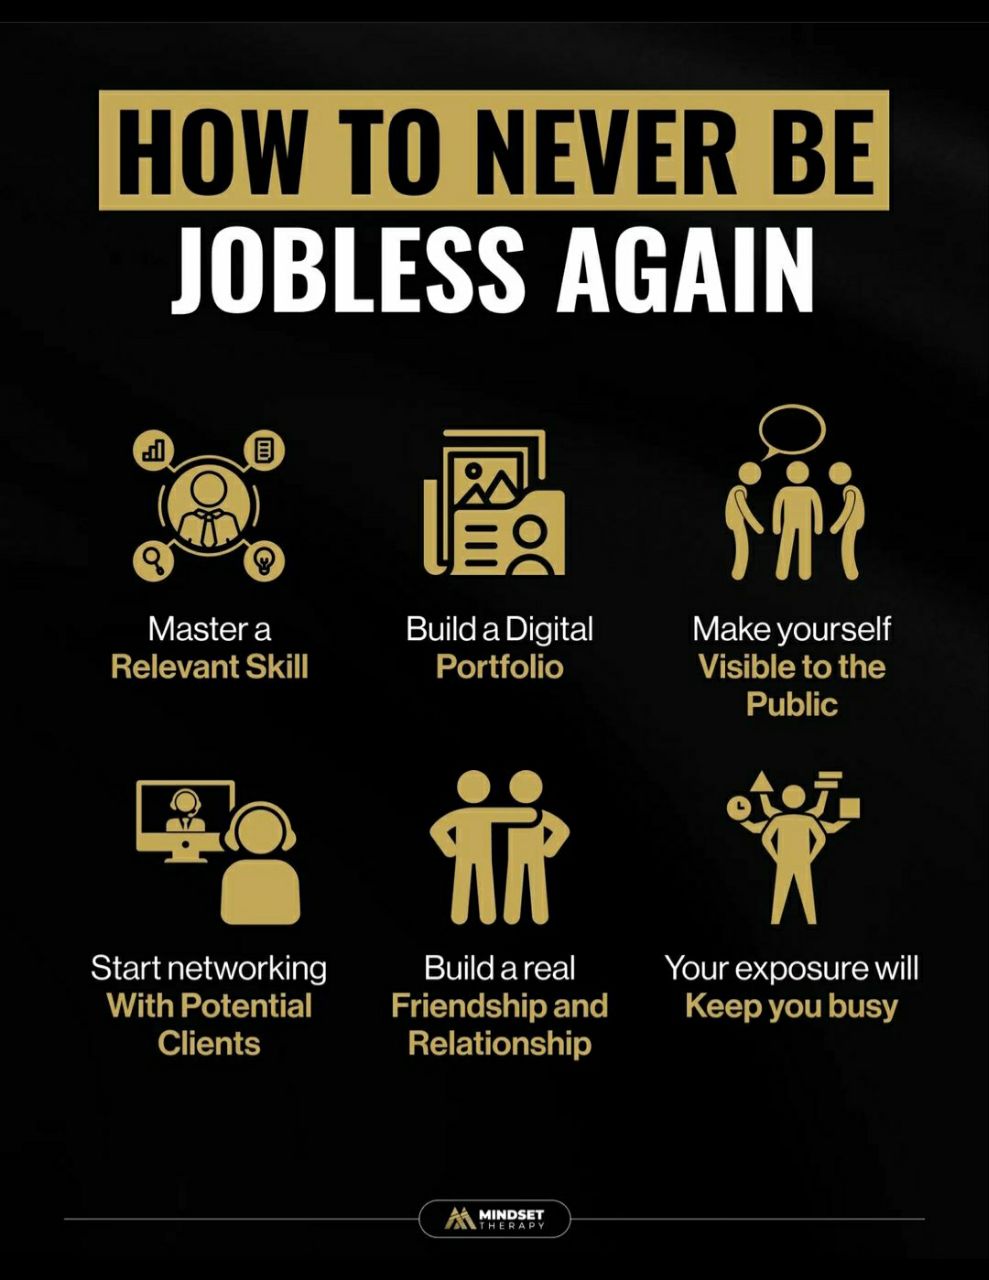 HOW TO NEVER BE
JOBLESS AGAIN
Master a
Relevant Skill
Build a Digital
Portfolio
Make yourself
Visible to the
Public
Start networking
With Potential
Clients
Build a real
Friendship and
Relationship
Your exposure will
Keep you busy
MINDSET
THERAPY